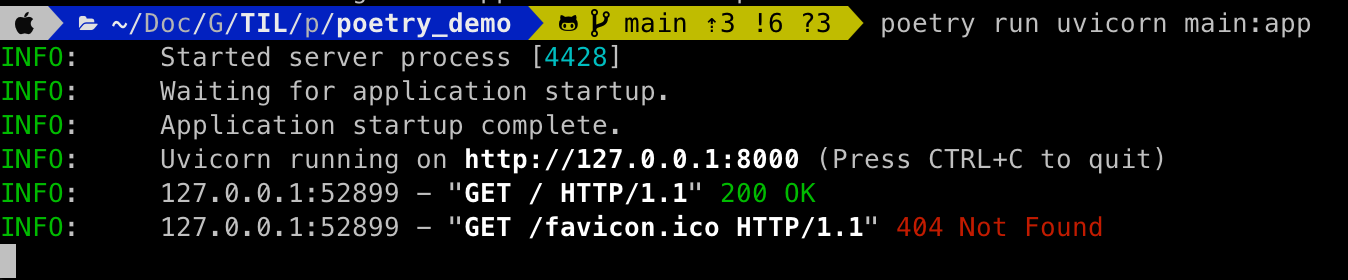 ~/Doc/G/TIL/p/poetry_demo main ⇡3 !6 ?3 poetry run uvicorn main:app
INFO:     Started server process [4428]
INFO:     Waiting for application startup.
INFO:     Application startup complete.
INFO:     Uvicorn running on http://127.0.0.1:8000 (Press CTRL+C to quit)
INFO:     127.0.0.1:52899 - "GET / HTTP/1.1" 200 OK
INFO:     127.0.0.1:52899 - "GET /favicon.ico HTTP/1.1" 404 Not Found